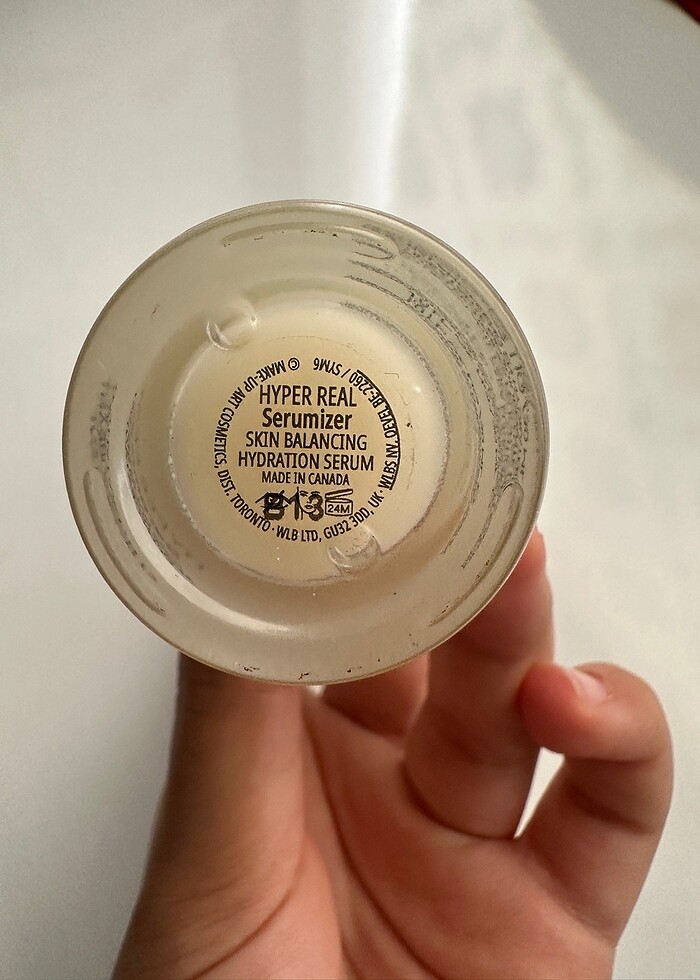 HYPER REAL
Serumizer
SKIN BALANCING
HYDRATION SERUM
MADE IN CANADA
B13
24M
© MAKE-UP ART COSMETICS, DIST. TORONTO · WLB LTD, GU32 3DD, UK · WLBS NV, OEVEL BE-2260 / SYM6